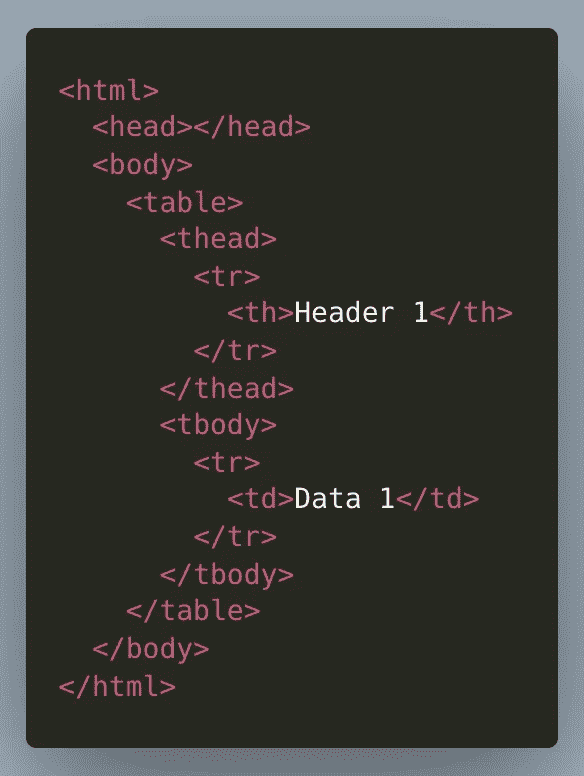 <html>
  <head></head>
  <body>
    <table>
      <thead>
        <tr>
          <th>Header 1</th>
        </tr>
      </thead>
      <tbody>
        <tr>
          <td>Data 1</td>
        </tr>
      </tbody>
    </table>
  </body>
</html>